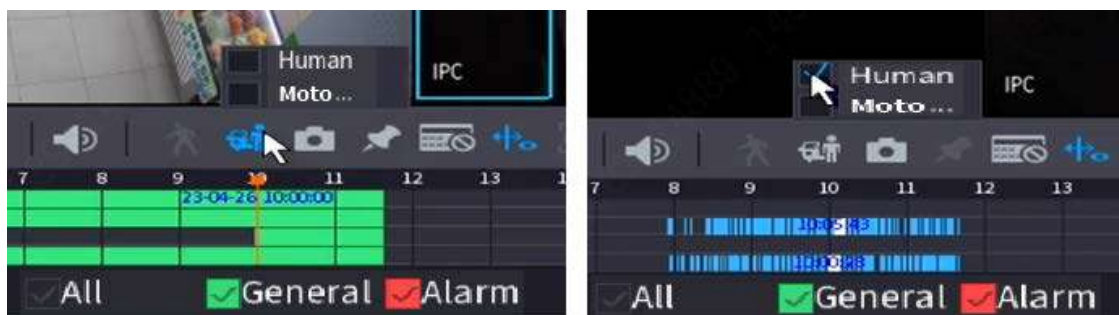 Human
IPC
Moto...
7 8 9 10 11 12 13 1
23-04-26 10:00:00
All General Alarm
Human
IPC
Moto ...
7 8 9 10 11 12 13
All General Alarm